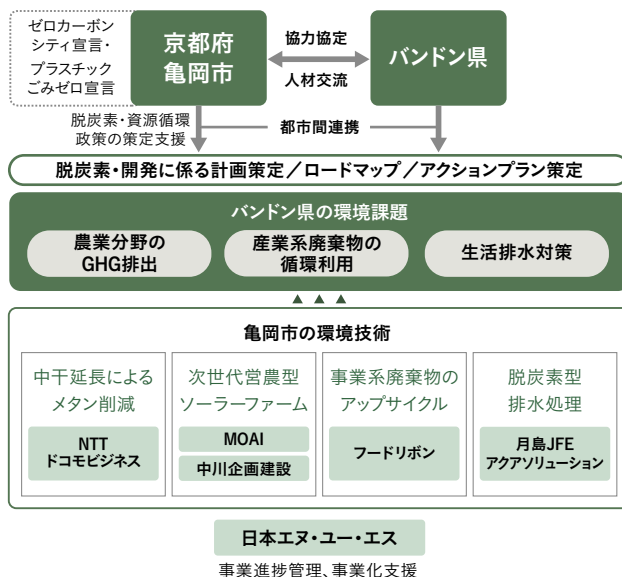 ゼロカーボン
シティ宣言・
プラスチック
ごみゼロ宣言
京都府
亀岡市
協力協定
人材交流
バンドン県
脱炭素・資源循環
政策の策定支援
都市間連携
脱炭素・開発に係る計画策定／ロードマップ／アクションプラン策定
バンドン県の環境課題
農業分野の
GHG排出
産業系廃棄物の
循環利用
生活排水対策
亀岡市の環境技術
中干延長による
メタン削減
NTT
ドコモビジネス
次世代営農型
ソーラーファーム
MOAI
中川企画建設
事業系廃棄物の
アップサイクル
フードリボン
脱炭素型
排水処理
月島JFE
アクアソリューション
日本エヌ・ユー・エス
事業進捗管理、事業化支援